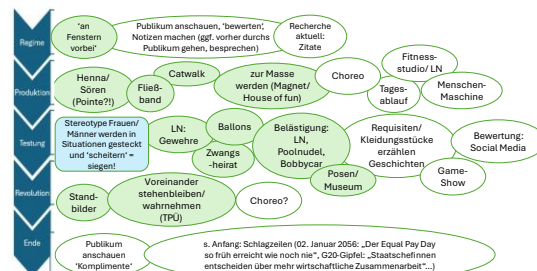 Regime
'an
Fenstern
vorbei'
Publikum anschauen, 'bewerten',
Notizen machen (ggf. vorher durchs
Publikum gehen, besprechen)
Recherche
aktuell:
Zitate
Produktion
Henna/
Sören
(Pointe?!)
Fließ-
band
Catwalk
zur Masse
werden (Magnet/
House of fun)
Choreo
Tages-
ablauf
Fitness-
studio/ LN
Menschen-
Maschine
Testung
Stereotype Frauen/
Männer werden in
Situationen gesteckt
und 'scheitern' =
siegen!
LN:
Gewehre
Ballons
Zwangs
-heirat
Belästigung:
LN,
Poolnudel,
Bobbycar
Posen/
Museum
Requisiten/
Kleidungsstücke
erzählen
Geschichten
Game-
Show
Bewertung:
Social Media
Revolution
Stand-
bilder
Voreinander
stehenbleiben/
wahrnehmen
(TPÜ)
Choreo?
Ende
Publikum
anschauen
'Komplimente'
s. Anfang: Schlagzeilen (02. Januar 2056: „Der Equal Pay Day
so früh erreicht wie noch nie“, G20-Gipfel: "Staatschefinnen
entscheiden über mehr wirtschaftliche Zusammenarbeit"...)